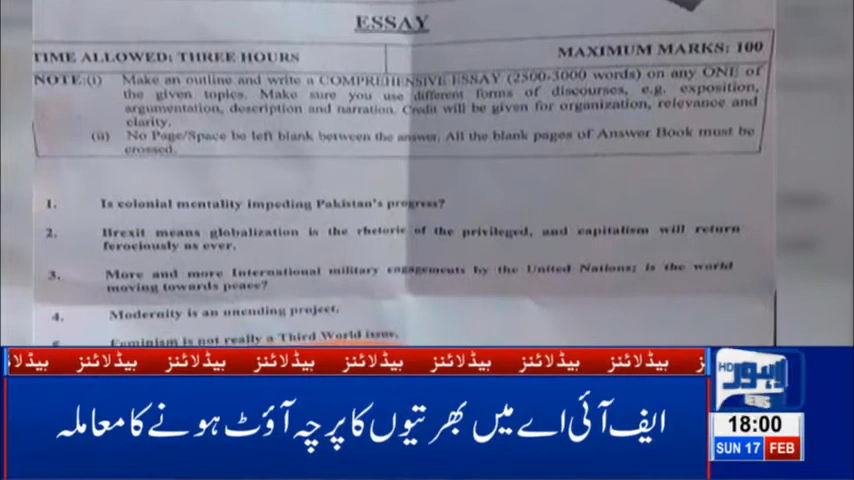 ESSAY
TIME ALLOWED: THREE HOURS
MAXIMUM MARKS: 100
NOTE:(i) Make an outline and write a COMPREHENSIVE ESSAY (2500-3000 words) on any ONE of
the given topics. Make sure you use different forms of discourses, e.g. exposition,
argumentation, description and narration. Credit will be given for organization, relevance and
clarity.
(ii) No Page/Space be left blank between the answer. All the blank pages of Answer Book must be
crossed.
1. Is colonial mentality impeding Pakistan's progress?
2. Brexit means globalization is the rhetoric of the privileged, and capitalism will return
ferociously as ever.
3. More and more International military engagements by the United Nations; is the world
moving towards peace?
4. Modernity is an unending project.
Feminism is not really a Third World issue.
ہیڈلائنز ہیڈلائنز ہیڈلائنز ہیڈلائنز ہیڈلائنز ہیڈلائنز ہیڈلائنز ہیڈلائنز
ایف آئی اے میں بھرتیوں کا پرچہ آؤٹ ہونے کا معاملہ
HD
لاہور
NEWS
18:00
SUN 17 FEB